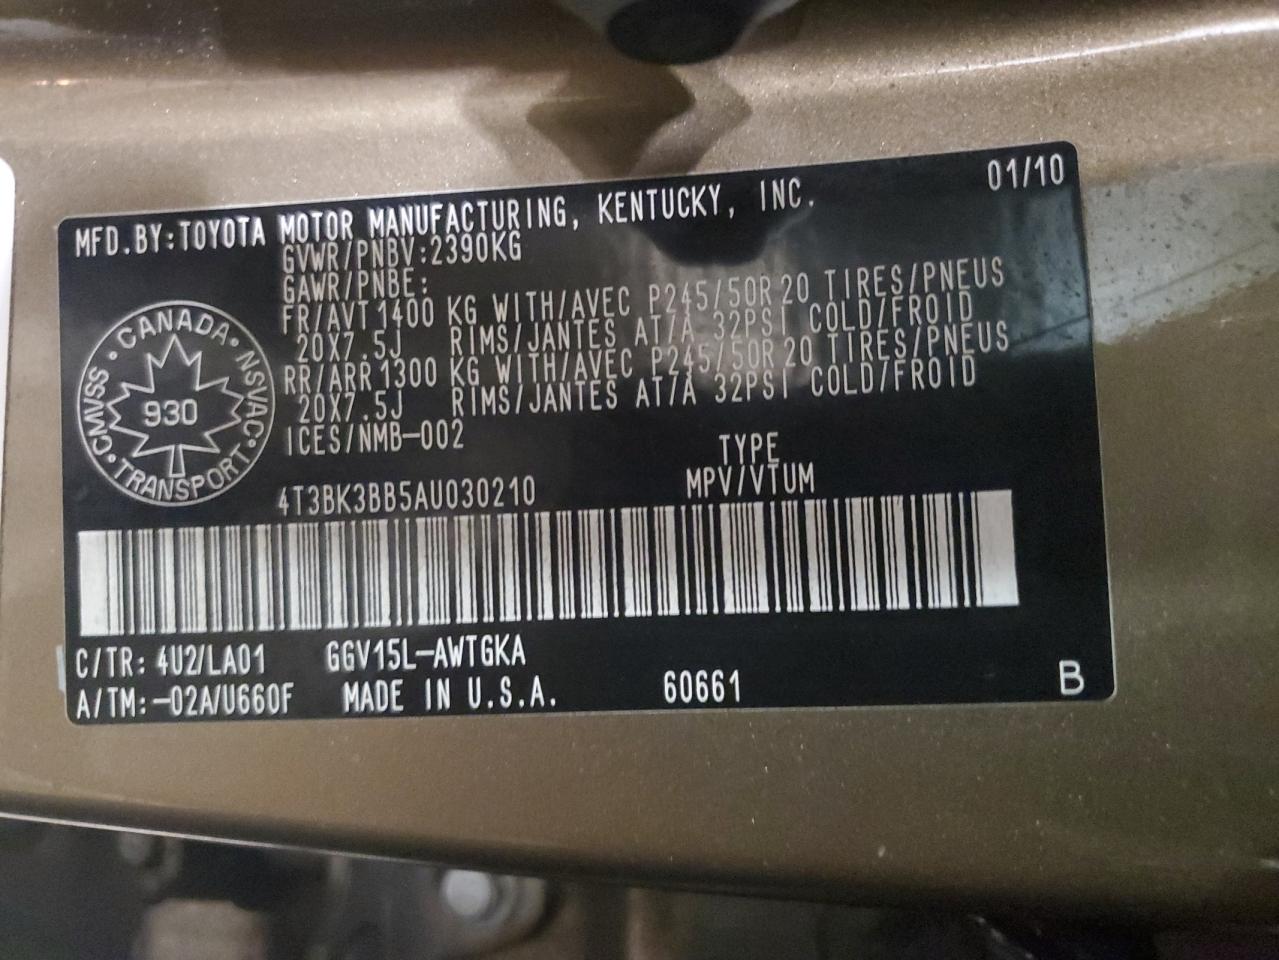 01/10
MFD.BY:TOYOTA MOTOR MANUFACTURING, KENTUCKY, INC.
GVWR/PNBV:2390KG
GAWR/PNBE:
FR/AVT1400 KG WITH/AVEC P245/50R20 TIRES/PNEUS
20X7.5J RIMS/JANTES AT/A 32PSI COLD/FROID
RR/ARR1300 KG WITH/AVEC P245/50R20 TIRES/PNEUS
20X7.5J RIMS/JANTES AT/A 32PSI COLD/FROID
ICES/NMB-002
CANADA
CMVSS • NSVAC
930
TRANSPORT
TYPE
4T3BK3BB5AU030210 MPV/VTUM
C/TR: 4U2/LA01 GGV15L-AWTGKA
A/TM:-02A/U660F MADE IN U.S.A. 60661 B